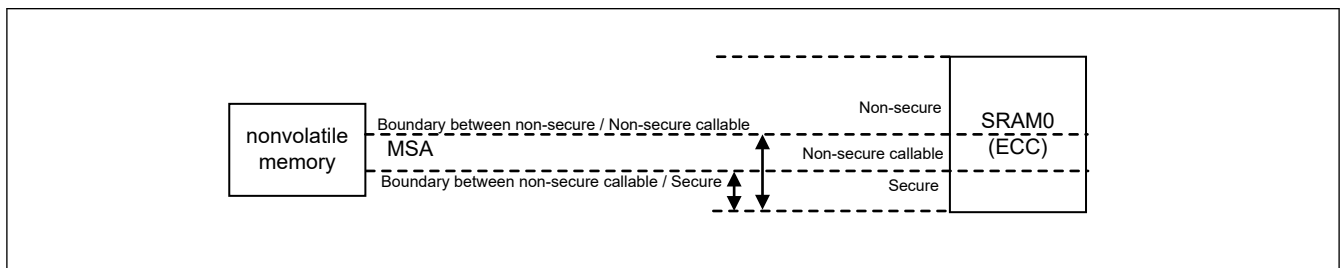 nonvolatile
memory
Boundary between non-secure / Non-secure callable
MSA
Boundary between non-secure callable / Secure
Non-secure
Non-secure callable
Secure
SRAM0
(ECC)